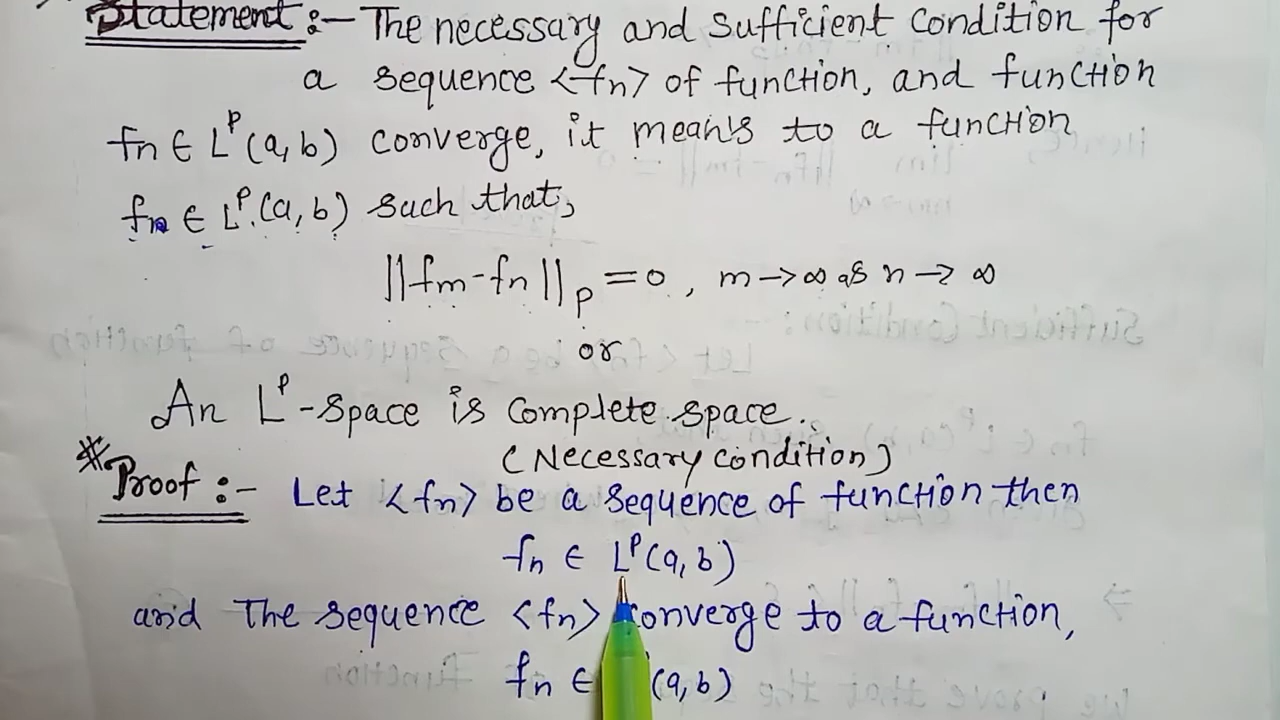 Statement :- The necessary and sufficient condition for
a sequence <fn> of function, and function
fn ∈ L^p (a, b) converge, it mean's to a function
fn ∈ L^p. (a, b) such that,
||fm-fn||p = 0, m → ∞ as n → ∞
or
An L^p-space is complete space.
(Necessary condition)
# Proof :- Let <fn> be a sequence of function then
fn ∈ L^p (a, b)
and The sequence <fn> converge to a function,
fn ∈ (a, b)